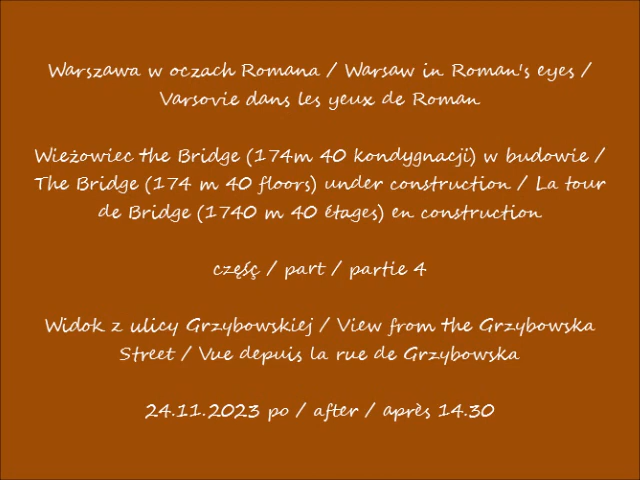 Warszawa w oczach Romana / Warsaw in Roman's eyes /
Varsovie dans les yeux de Roman
Wieżowiec the Bridge (174m 40 kondygnacji) w budowie /
The Bridge (174 m 40 floors) under construction / La tour
de Bridge (1740 m 40 étages) en construction
częśç / part / partie 4
Widok z ulicy Grzybowskiej / View from the Grzybowska
Street / Vue depuis la rue de Grzybowska
24.11.2023 po / after / après 14.30